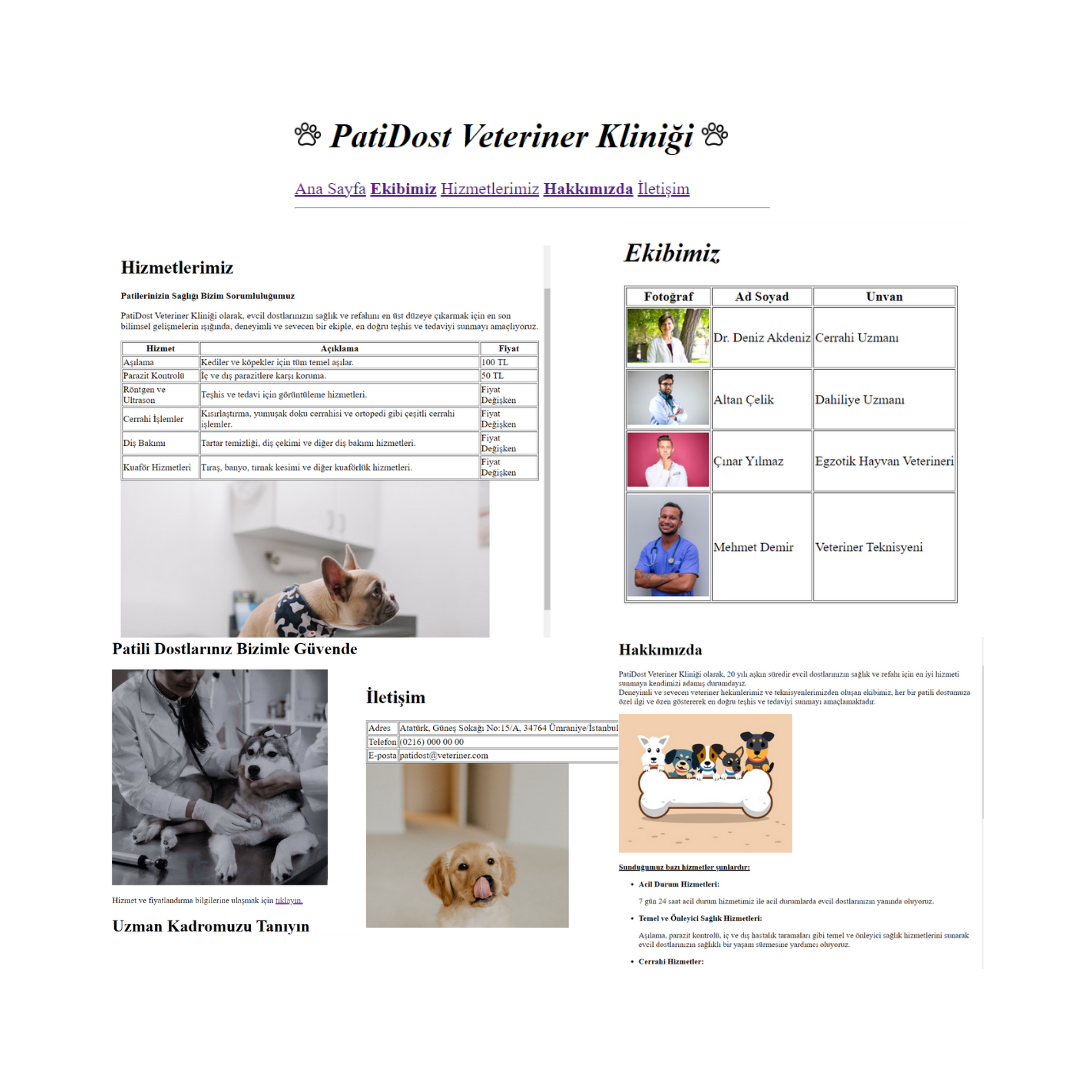 PatiDost Veteriner Kliniği
Ana Sayfa Ekibimiz Hizmetlerimiz Hakkımızda İletişim
Hizmetlerimiz
Patilerinizin Sağlığı Bizim Sorumluluğumuz
PatiDost Veteriner Kliniği olarak, evcil dostlarınızın sağlık ve refahını en üst düzeye çıkarmak için en son
bilimsel gelişmelerin ışığında, deneyimli ve sevecen bir ekiple, en doğru teşhis ve tedaviyi sunmayı amaçlıyoruz.
Hizmet Açıklama Fiyat
Aşılama Kediler ve köpekler için tüm temel aşılar. 100 TL
Parazit Kontrolü İç ve dış parazitlere karşı koruma. 50 TL
Röntgen ve Ultrason Teşhis ve tedavi için görüntüleme hizmetleri. Fiyat Değişken
Cerrahi İşlemler Kısırlaştırma, yumuşak doku cerrahisi ve ortopedi gibi çeşitli cerrahi işlemler. Fiyat Değişken
Diş Bakımı Tartar temizliği, diş çekimi ve diğer diş bakımı hizmetleri. Fiyat Değişken
Kuaför Hizmetleri Tıraş, banyo, tırnak kesimi ve diğer kuaförlük hizmetleri. Fiyat Değişken
Ekibimiz
Fotoğraf Ad Soyad Unvan
Dr. Deniz Akdeniz Cerrahi Uzmanı
Altan Çelik Dahiliye Uzmanı
Çınar Yılmaz Egzotik Hayvan Veterineri
Mehmet Demir Veteriner Teknisyeni
Patili Dostlarınız Bizimle Güvende
Hizmet ve fiyatlandırma bilgilerine ulaşmak için tıklayın.
Uzman Kadromuzu Tanıyın
İletişim
Adres Atatürk, Güneş Sokağı No:15/A, 34764 Ümraniye/İstanbul
Telefon (0216) 000 00 00
E-posta patidost@veteriner.com
Hakkımızda
PatiDost Veteriner Kliniği olarak, 20 yılı aşkın süredir evcil dostlarınızın sağlık ve refahı için en iyi hizmeti
sunmaya kendimizi adamış durumdayız.
Deneyimli ve sevecen veteriner hekimlerimiz ve teknisyenlerimizden oluşan ekibimiz, her bir patili dostumuza
özel ilgi ve özen göstererek en doğru teşhis ve tedaviyi sunmayı amaçlamaktadır.
Sunduğumuz bazı hizmetler şunlardır:
• Acil Durum Hizmetleri:
7 gün 24 saat acil durum hizmetimiz ile acil durumlarda evcil dostlarınızın yanında oluyoruz.
• Temel ve Önleyici Sağlık Hizmetleri:
Aşılama, parazit kontrolü, iç ve dış hastalık taramaları gibi temel ve önleyici sağlık hizmetlerini sunarak
evcil dostlarınızın sağlıklı bir yaşam sürmesine yardımcı oluyoruz.
• Cerrahi Hizmetler: